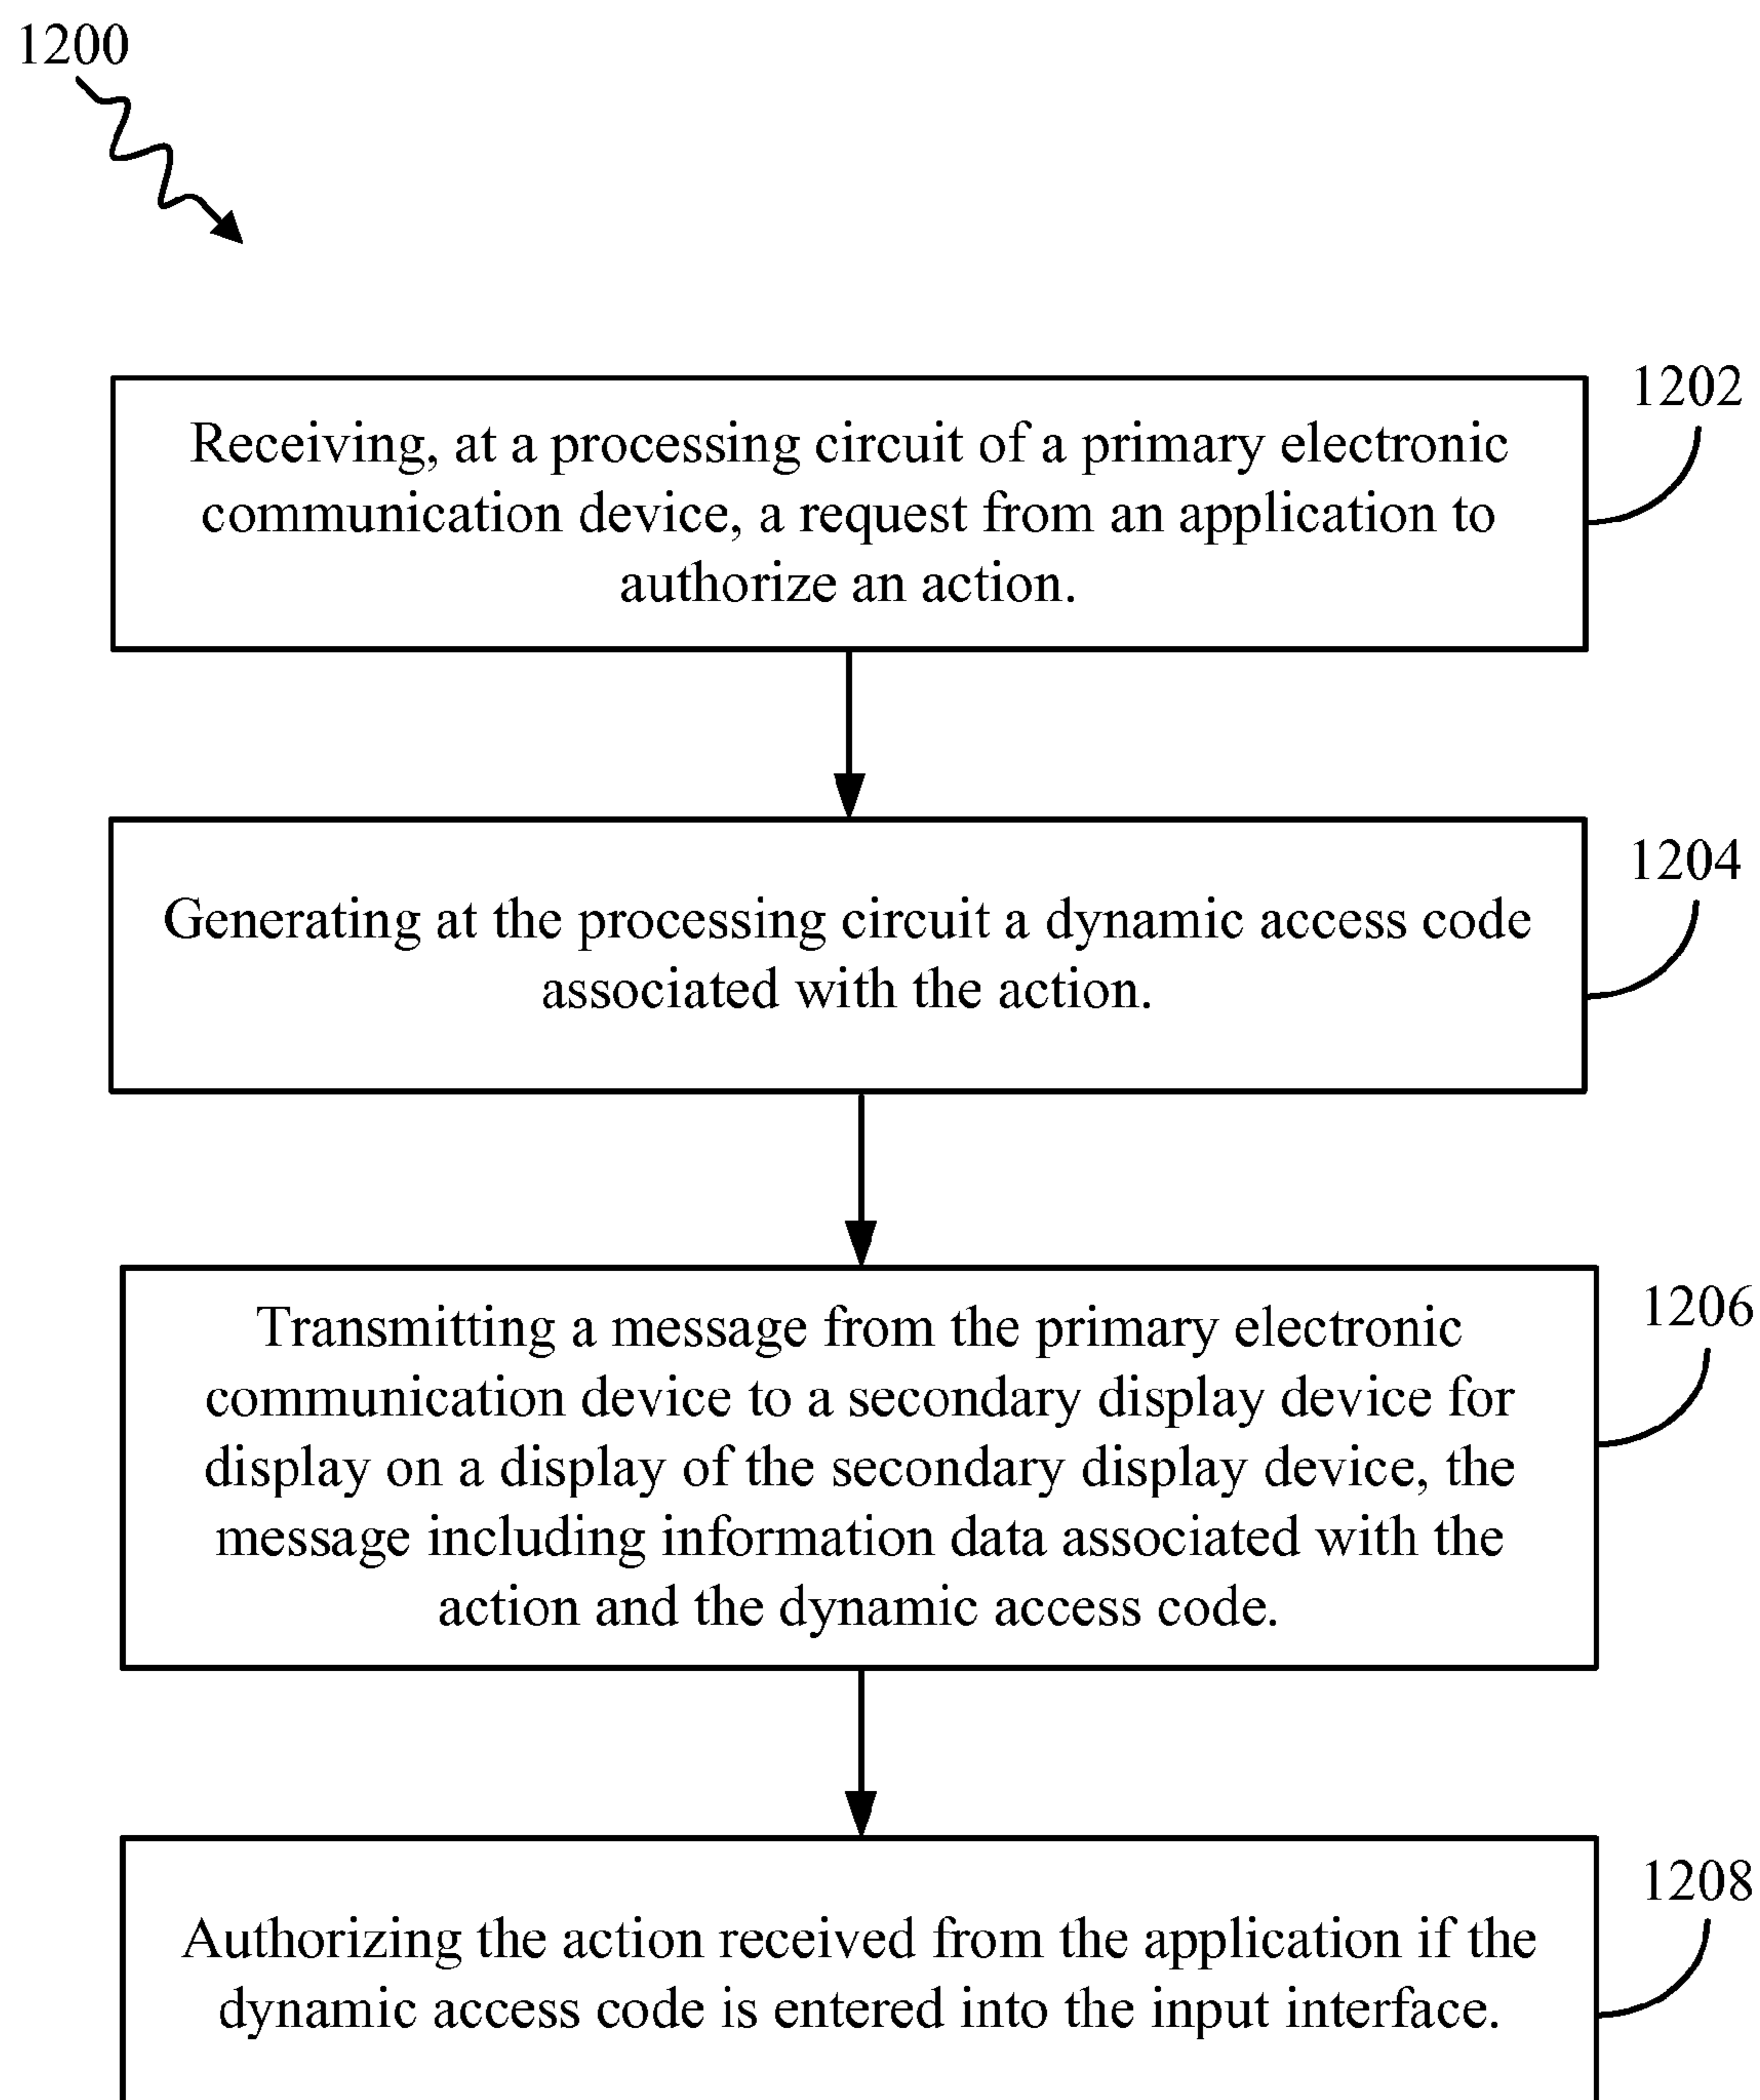 1200
1202
Receiving, at a processing circuit of a primary electronic
communication device, a request from an application to
authorize an action.
1204
Generating at the processing circuit a dynamic access code
associated with the action.
1206
Transmitting a message from the primary electronic
communication device to a secondary display device for
display on a display of the secondary display device, the
message including information data associated with the
action and the dynamic access code.
1208
Authorizing the action received from the application if the
dynamic access code is entered into the input interface.